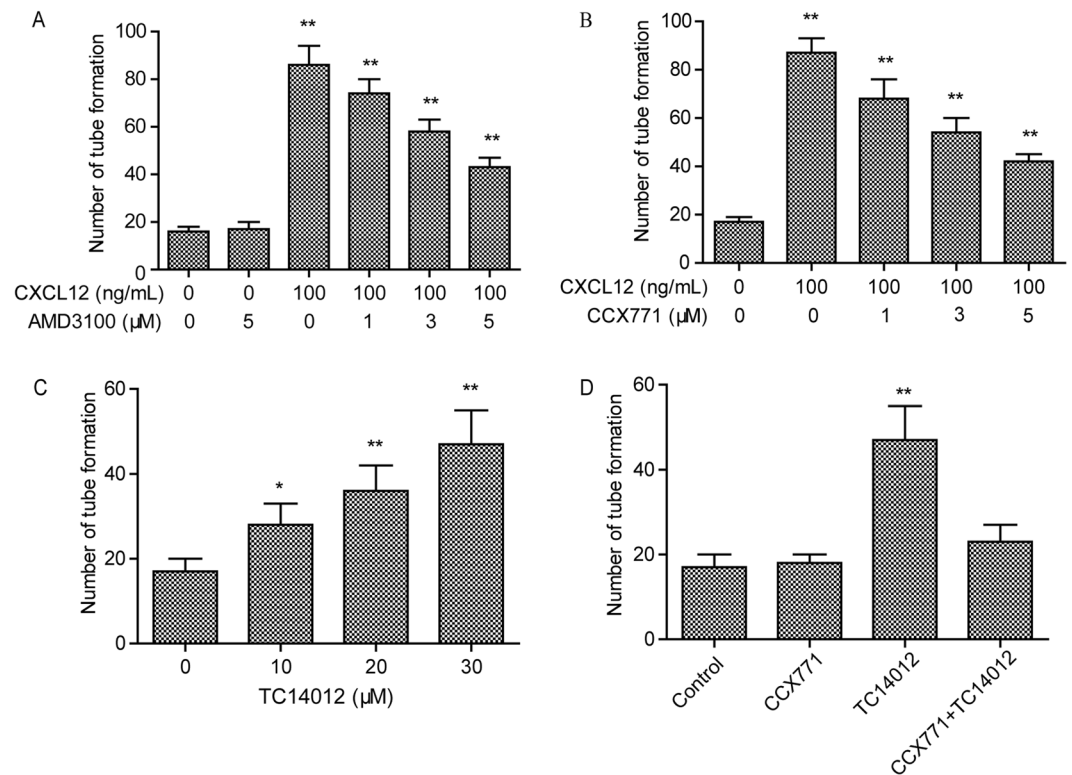 A
Number of tube formation
100
80
60
40
20
0
** ** ** **
CXCL12 (ng/mL) 0 0 100 100 100 100
AMD3100 (µM) 0 5 0 1 3 5
B
Number of tube formation
100
80
60
40
20
0
** ** ** **
CXCL12 (ng/mL) 0 100 100 100 100
CCX771 (µM) 0 0 1 3 5
C
Number of tube formation
60
40
20
0
* ** **
0 10 20 30
TC14012 (µM)
D
Number of tube formation
60
40
20
0
**
Control
CCX771
TC14012
CCX771+TC14012